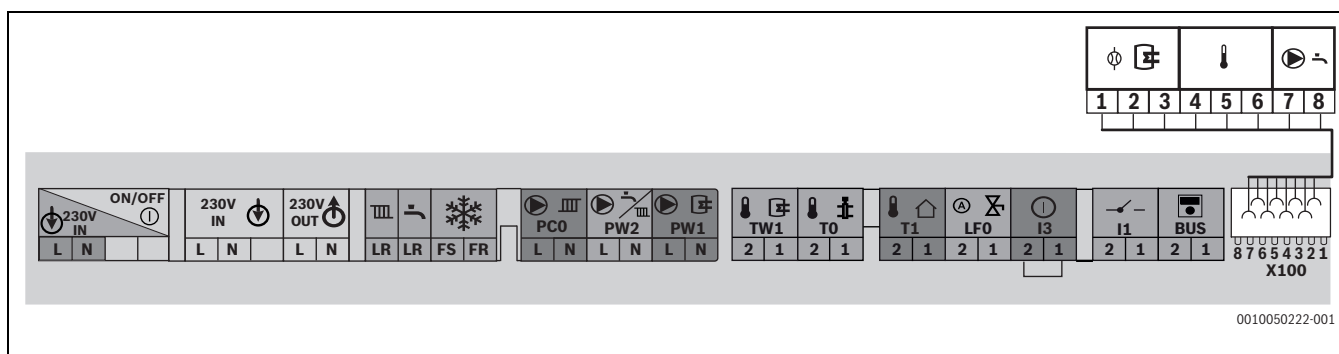 1 2 3 4 5 6 7 8
ON/OFF
230V
IN
L N
230V
IN
L N
230V
OUT
L N
LR LR FS FR
PC0
L N
PW2
L N
PW1
L N
TW1
2 1
T0
2 1
T1
2 1
A
LF0
2 1
I3
2 1
I1
2 1
BUS
2 1
8 7 6 5 4 3 2 1
X100
0010050222-001